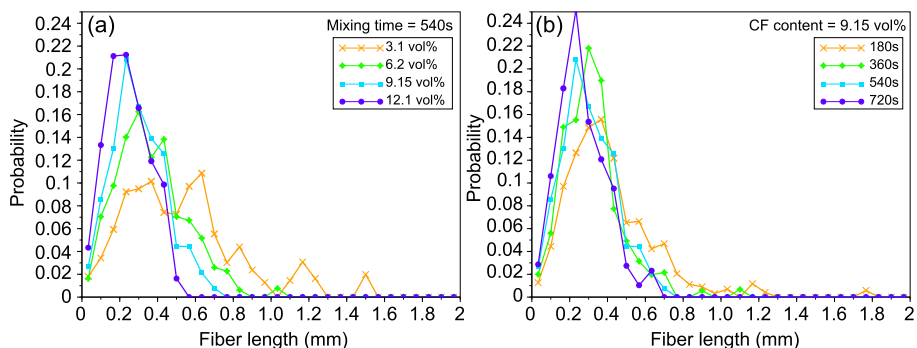 (a)
Mixing time = 540s
3.1 vol%
6.2 vol%
9.15 vol%
12.1 vol%
0.24
0.22
0.2
0.18
0.16
0.14
0.12
0.1
0.08
0.06
0.04
0.02
0
Probability
0 0.2 0.4 0.6 0.8 1 1.2 1.4 1.6 1.8 2
Fiber length (mm)
(b)
CF content = 9.15 vol%
180s
360s
540s
720s
0.24
0.22
0.2
0.18
0.16
0.14
0.12
0.1
0.08
0.06
0.04
0.02
0
Probability
0 0.2 0.4 0.6 0.8 1 1.2 1.4 1.6 1.8 2
Fiber length (mm)